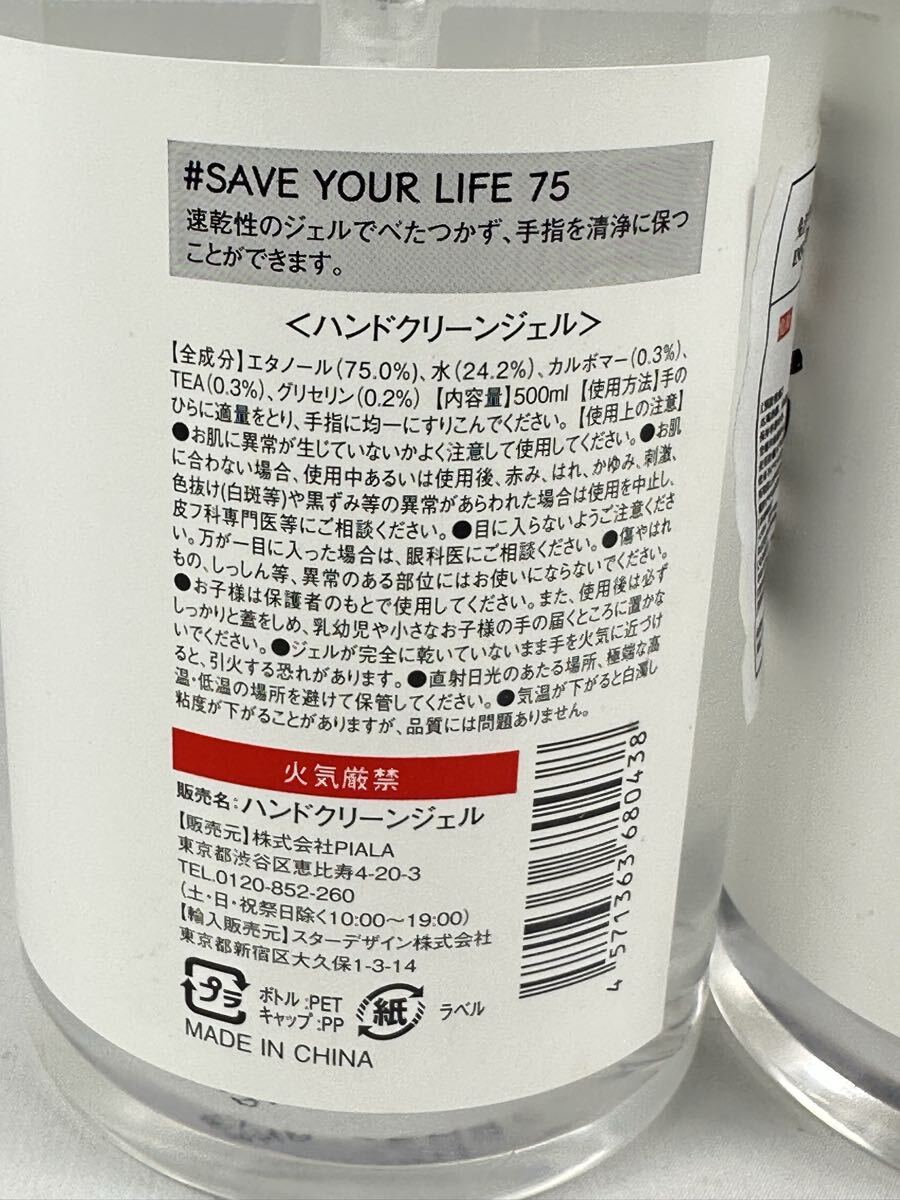 #SAVE YOUR LIFE 75
速乾性のジェルでべたつかず、手指を清浄に保つ
ことができます。
＜ハンドクリーンジェル＞
【全成分】エタノール(75.0%)、水(24.2%)、カルボマー(0.3%)、
TEA(0.3%)、グリセリン(0.2%) 【内容量】500ml 【使用方法】手の
ひらに適量をとり、手指に均一にすりこんでください。【使用上の注意】
●お肌に異常が生じていないかよく注意して使用してください。●お肌
に合わない場合、使用中あるいは使用後、赤み、はれ、かゆみ、刺激、
色抜け(白斑等)や黒ずみ等の異常があらわれた場合は使用を中止し、
皮フ科専門医等にご相談ください。●目に入らないようご注意くださ
い。万が一目に入った場合は、眼科医にご相談ください。●傷やはれ
もの、しっしん等、異常のある部位にはお使いにならないでください。
●お子様は保護者のもとで使用してください。また、使用後は必ず
しっかりと蓋をしめ、乳幼児や小さなお子様の手の届くところに置かな
いでください。●ジェルが完全に乾いていないまま手を火気に近づけ
ると、引火する恐れがあります。●直射日光のあたる場所、極端な高
温・低温の場所を避けて保管してください。●気温が下がると白濁し
粘度が下がることがありますが、品質には問題ありません。
火気厳禁
販売名:ハンドクリーンジェル
【販売元】株式会社PIALA
東京都渋谷区恵比寿4-20-3
TEL.0120-852-260
(土・日・祝祭日除く10:00～19:00)
【輸入販売元】スターデザイン株式会社
東京都新宿区大久保1-3-14
プラ ボトル:PET
キャップ:PP
紙 ラベル
MADE IN CHINA
4 571363 680438